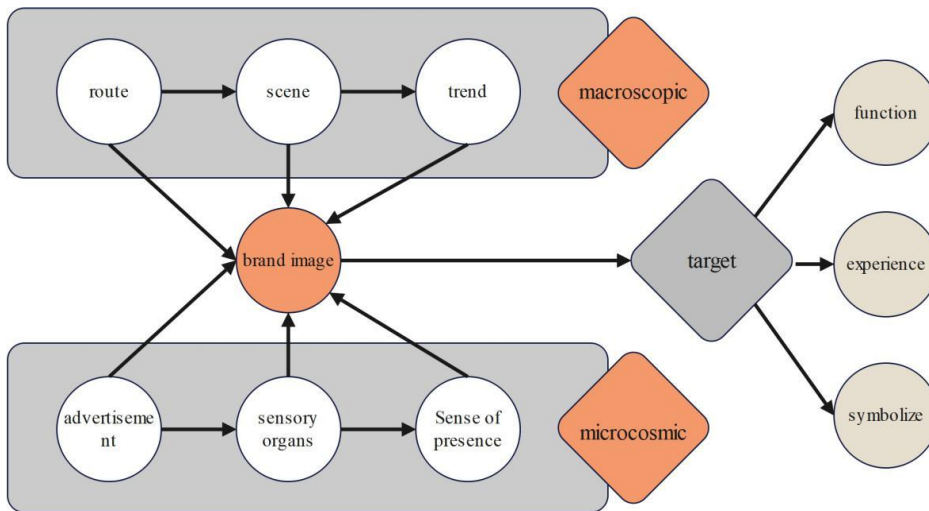 route
scene
trend
macroscopic
function
brand image
target
experience
advertiseme
nt
sensory
organs
Sense of
presence
microcosmic
symbolize